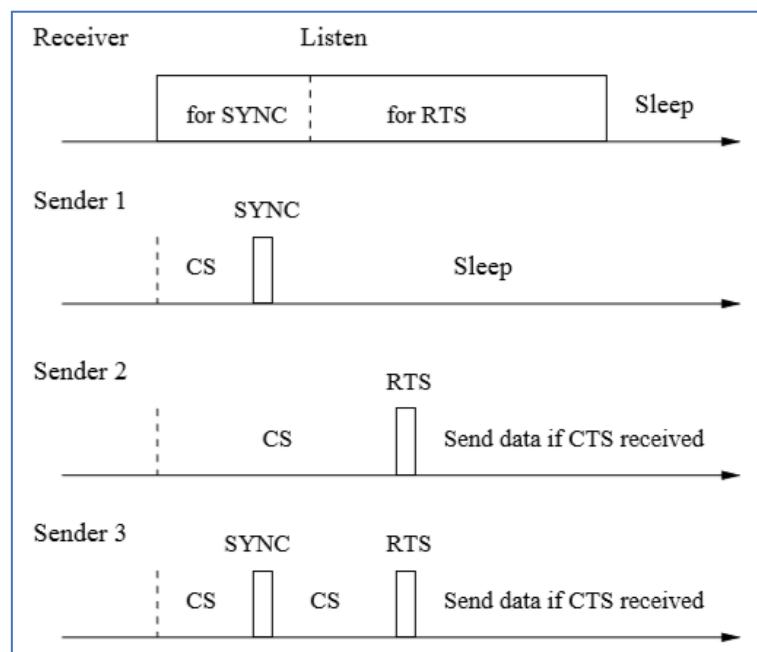 Receiver Listen
for SYNC for RTS Sleep
Sender 1
SYNC
CS Sleep
Sender 2
RTS
CS Send data if CTS received
Sender 3
SYNC RTS
CS CS Send data if CTS received